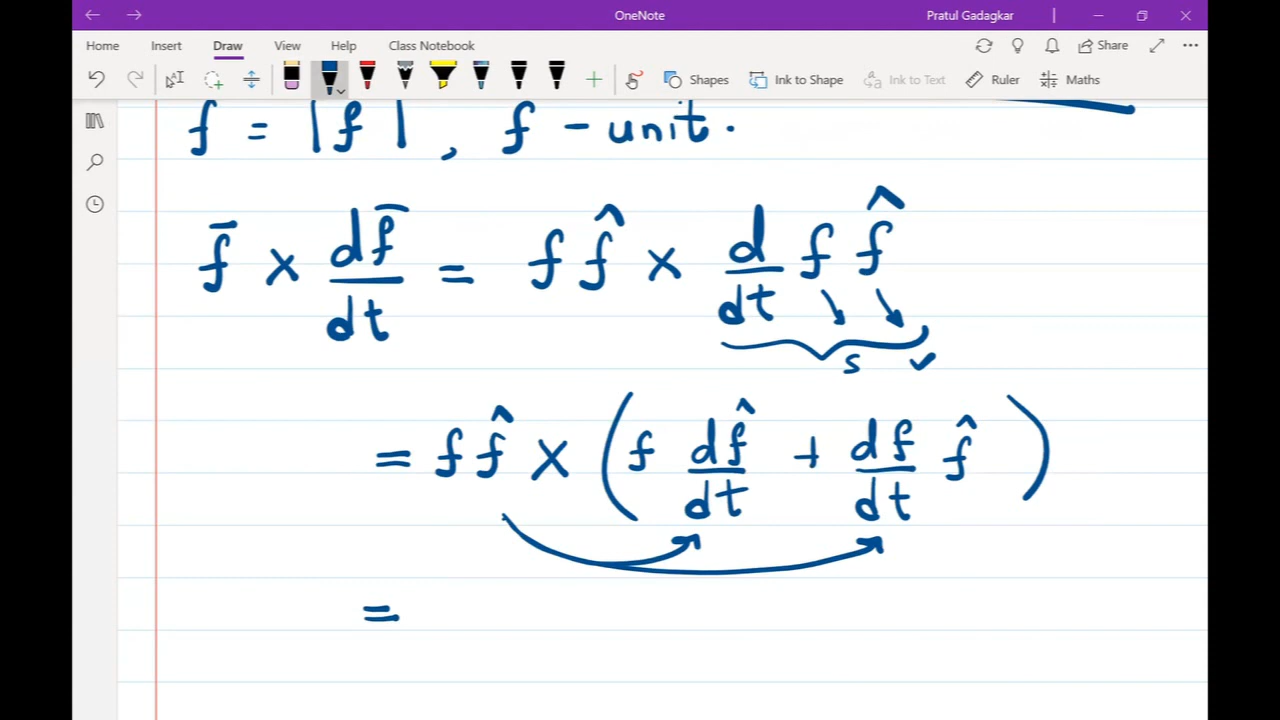 OneNote
Pratul Gadagkar
Home Insert Draw View Help Class Notebook
Share
Shapes Ink to Shape Ink to Text Ruler Maths
f = |f|, f - unit.
f̄ × df̄/dt = f f̂ × d/dt f f̂
s
= f f̂ × (f df̂/dt + df/dt f̂)
=